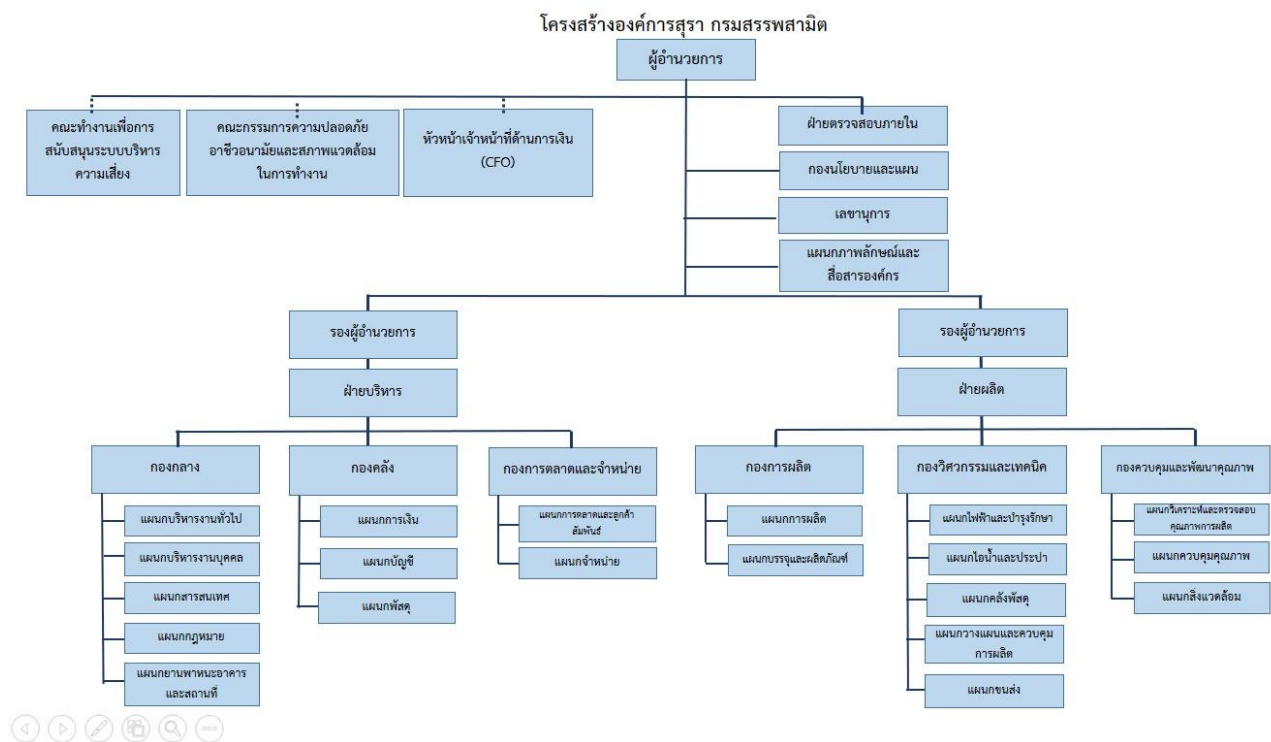 โครงสร้างองค์การสุรา กรมสรรพสามิต
ผู้อำนวยการ
คณะทำงานเพื่อการ
สนับสนุนระบบบริหาร
ความเสี่ยง
คณะกรรมการความปลอดภัย
อาชีวอนามัยและสภาพแวดล้อม
ในการทำงาน
หัวหน้าเจ้าหน้าที่ด้านการเงิน
(CFO)
ฝ่ายตรวจสอบภายใน
กองนโยบายและแผน
เลขานุการ
แผนกภาพลักษณ์และ
สื่อสารองค์กร
รองผู้อำนวยการ
ฝ่ายบริหาร
รองผู้อำนวยการ
ฝ่ายผลิต
กองกลาง
แผนกบริหารงานทั่วไป
แผนกบริหารงานบุคคล
แผนกสารสนเทศ
แผนกกฎหมาย
แผนกยานพาหนะอาคาร
และสถานที่
กองคลัง
แผนกการเงิน
แผนกบัญชี
แผนกพัสดุ
กองการตลาดและจำหน่าย
แผนกการตลาดและลูกค้า
สัมพันธ์
แผนกจำหน่าย
กองการผลิต
แผนกการผลิต
แผนกบรรจุและผลิตภัณฑ์
กองวิศวกรรมและเทคนิค
แผนกไฟฟ้าและบำรุงรักษา
แผนกไอน้ำและประปา
แผนกคลังพัสดุ
แผนกวางแผนและควบคุม
การผลิต
แผนกขนส่ง
กองควบคุมและพัฒนาคุณภาพ
แผนกวิเคราะห์และตรวจสอบ
คุณภาพการผลิต
แผนกควบคุมคุณภาพ
แผนกสิ่งแวดล้อม